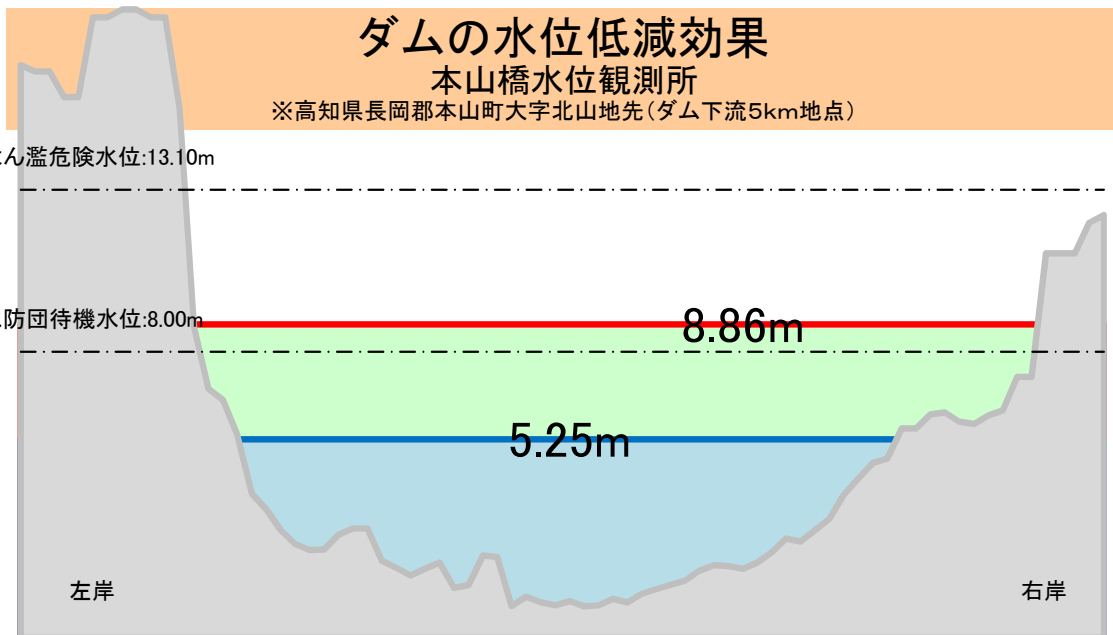 ダムの水位低減効果
本山橋水位観測所
※高知県長岡郡本山町大字北山地先(ダム下流5km地点)
ん濫危険水位:13.10m
防団待機水位:8.00m
8.86m
5.25m
左岸
右岸